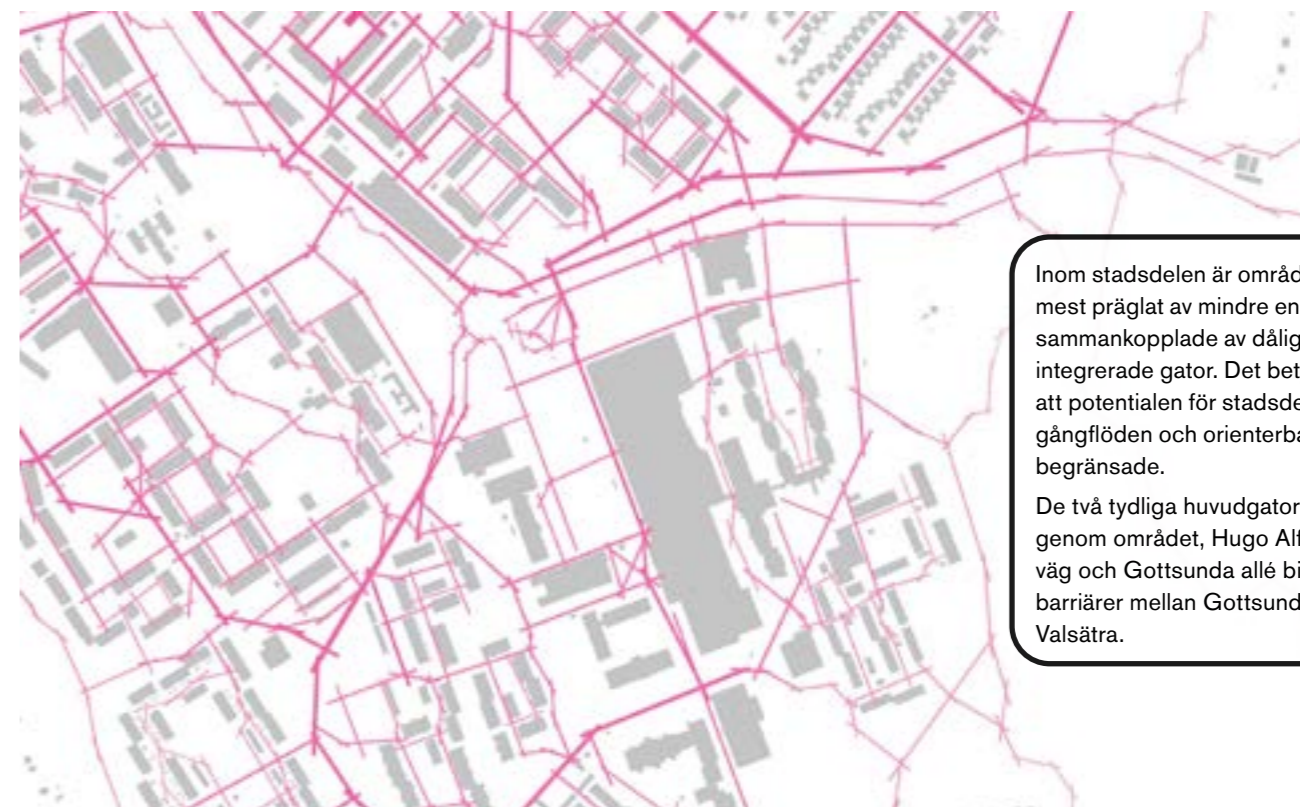 Inom stadsdelen är områd
mest präglat av mindre en
sammankopplade av dålig
integrerade gator. Det bet
att potentialen för stadsde
gångflöden och orienterba
begränsade.
De två tydliga huvudgator
genom området, Hugo Alf
väg och Gottsunda allé bi
barriärer mellan Gottsund
Valsätra.